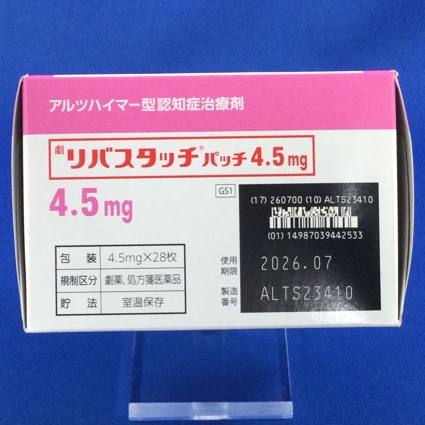 アルツハイマー型認知症治療剤
劇 リバスタッチ® パッチ 4.5mg
4.5mg
GS1
(17) 260700 (10) ALTS23410
(01) 14987039442533
包装 4.5mg×28枚
規制区分 劇薬、処方箋医薬品
貯法 室温保存
使用期限 2026.07
製造番号 ALTS23410